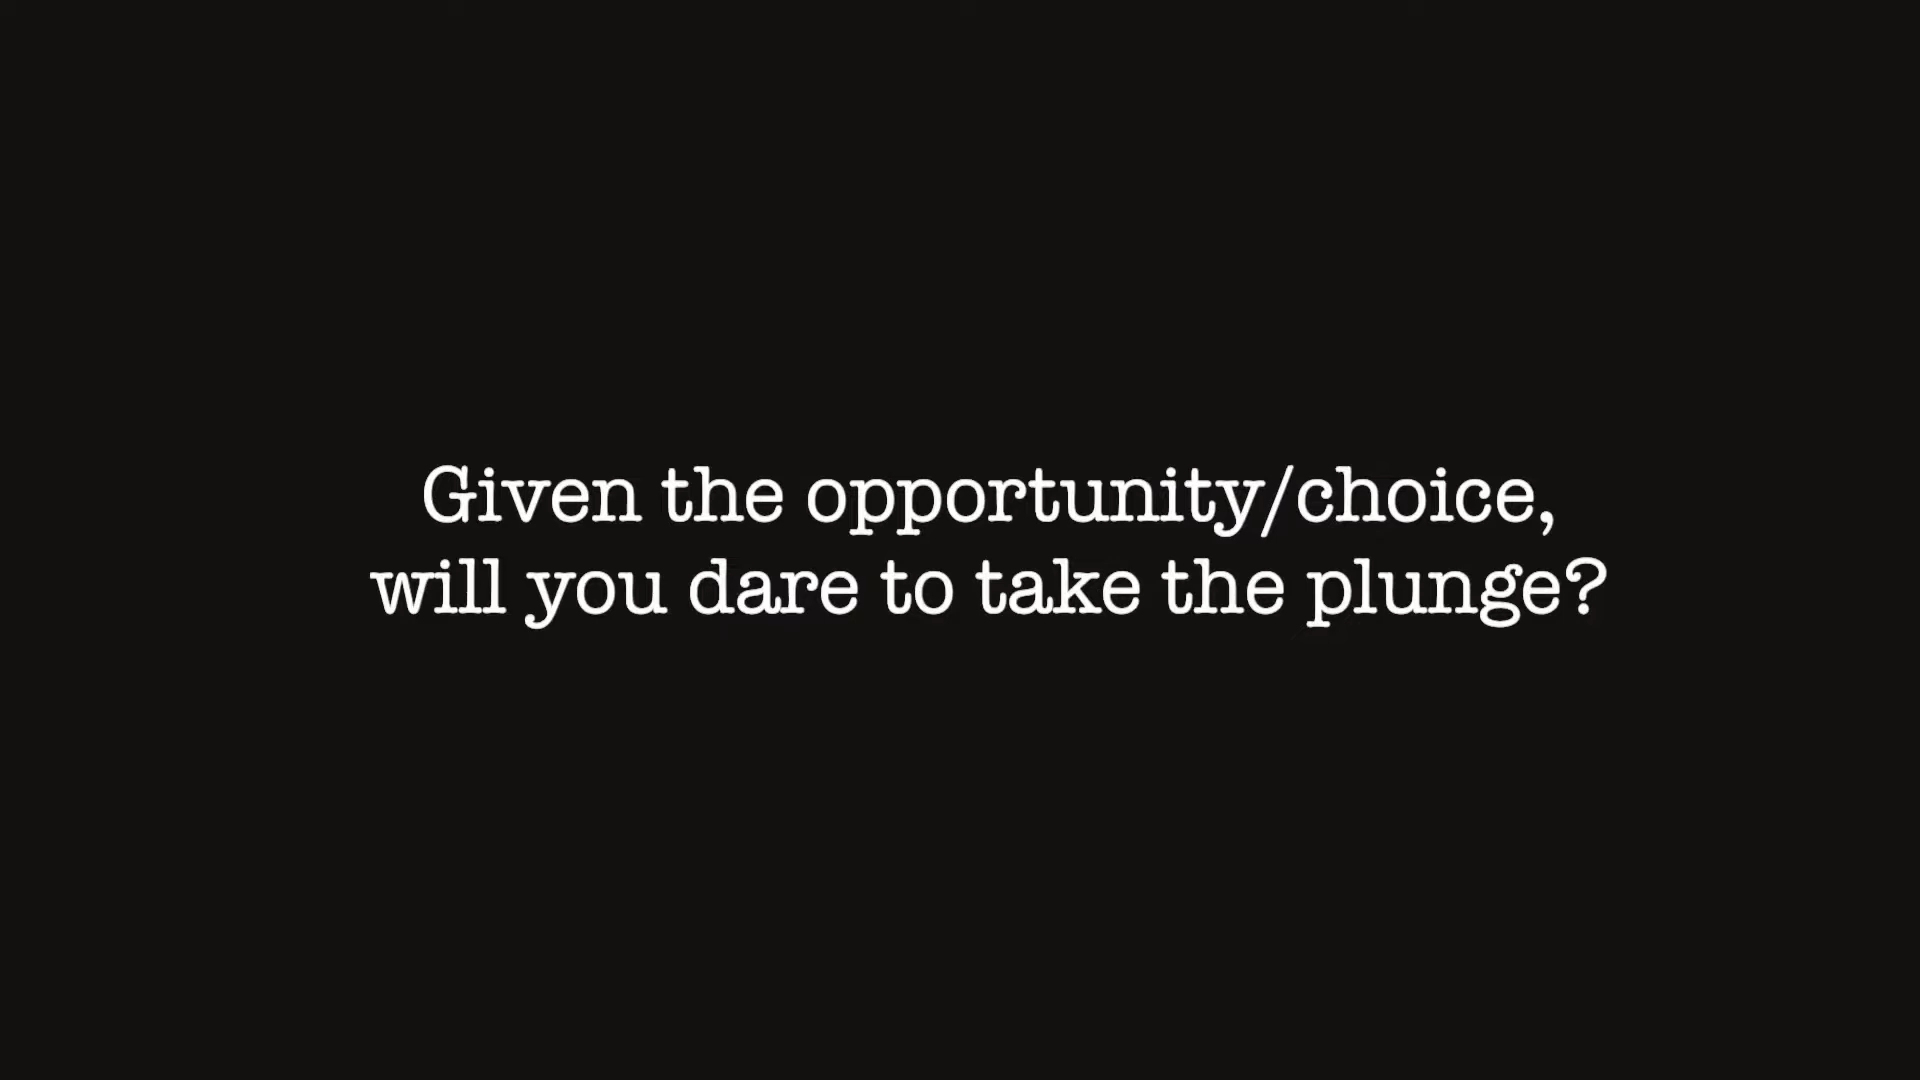 Given the opportunity/choice,
will you dare to take the plunge?